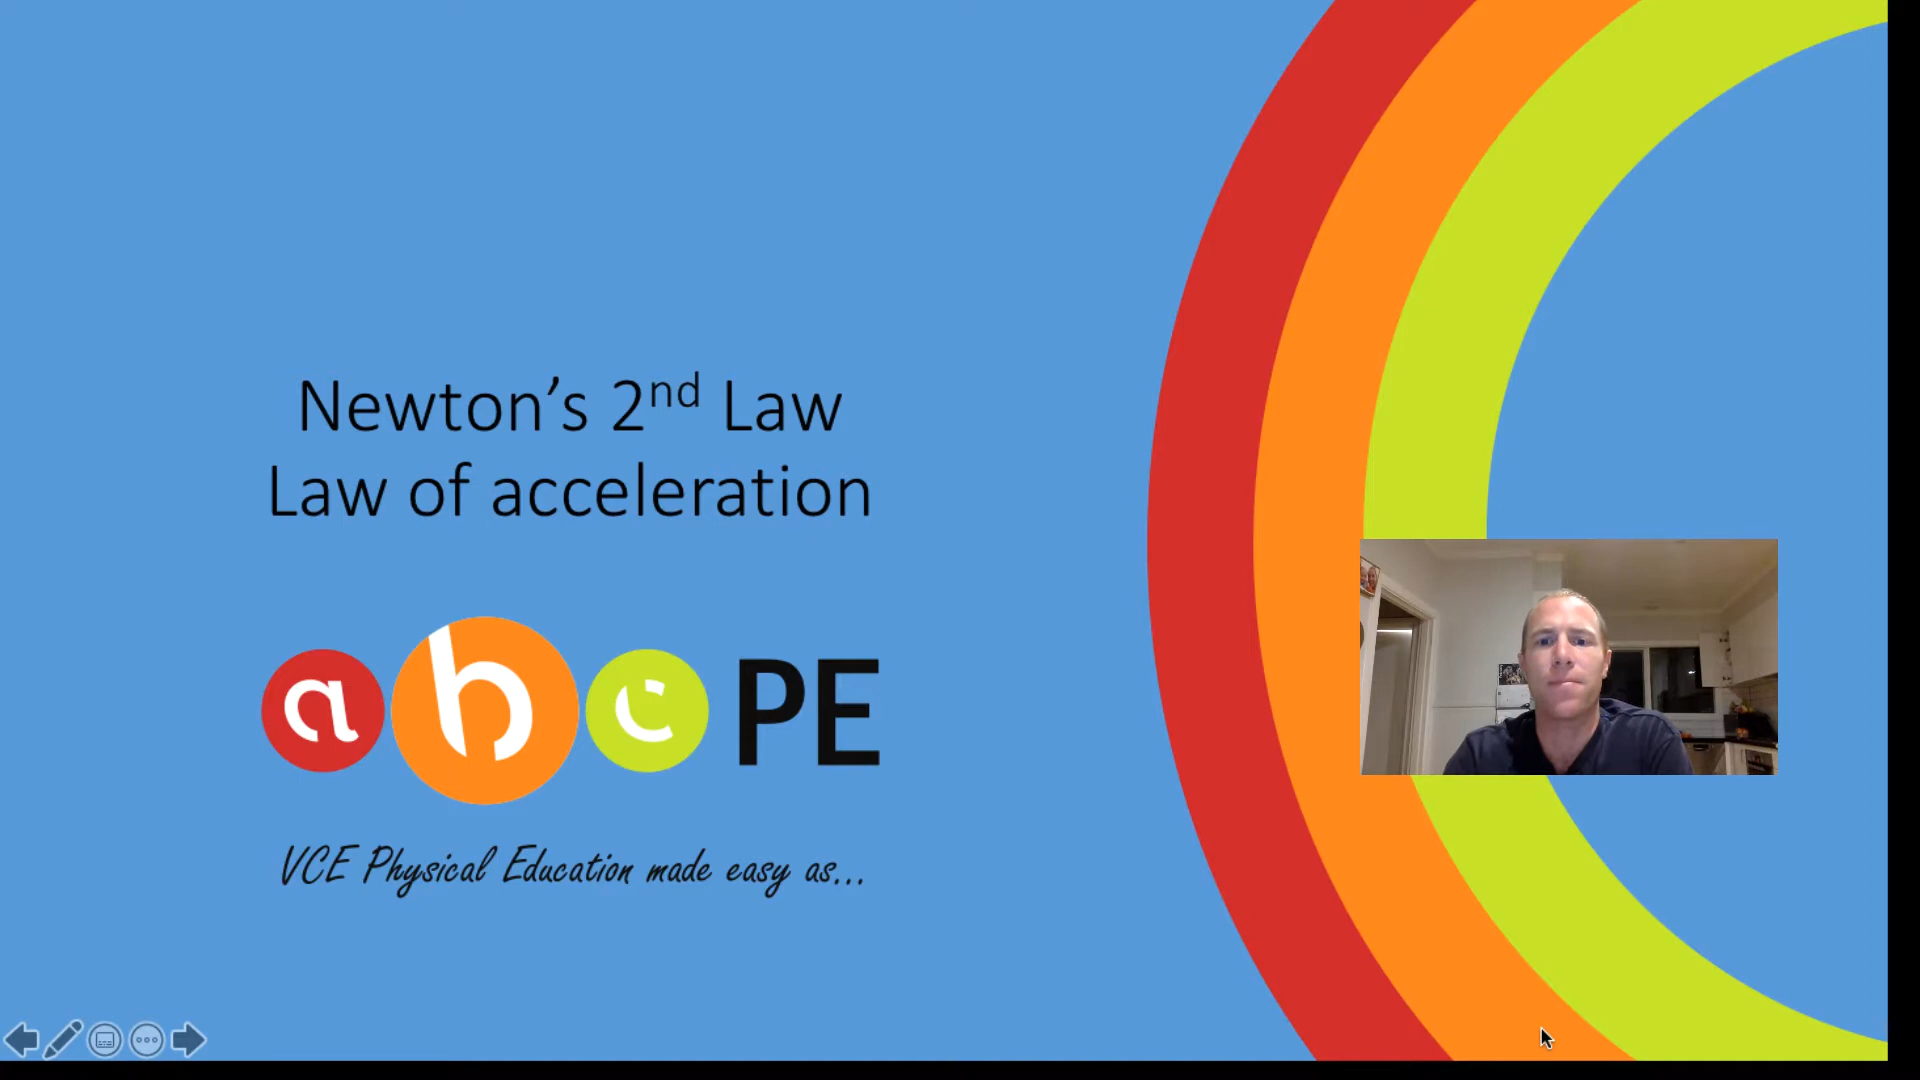 Newton’s 2nd Law
Law of acceleration
abc PE
VCE Physical Education made easy as...